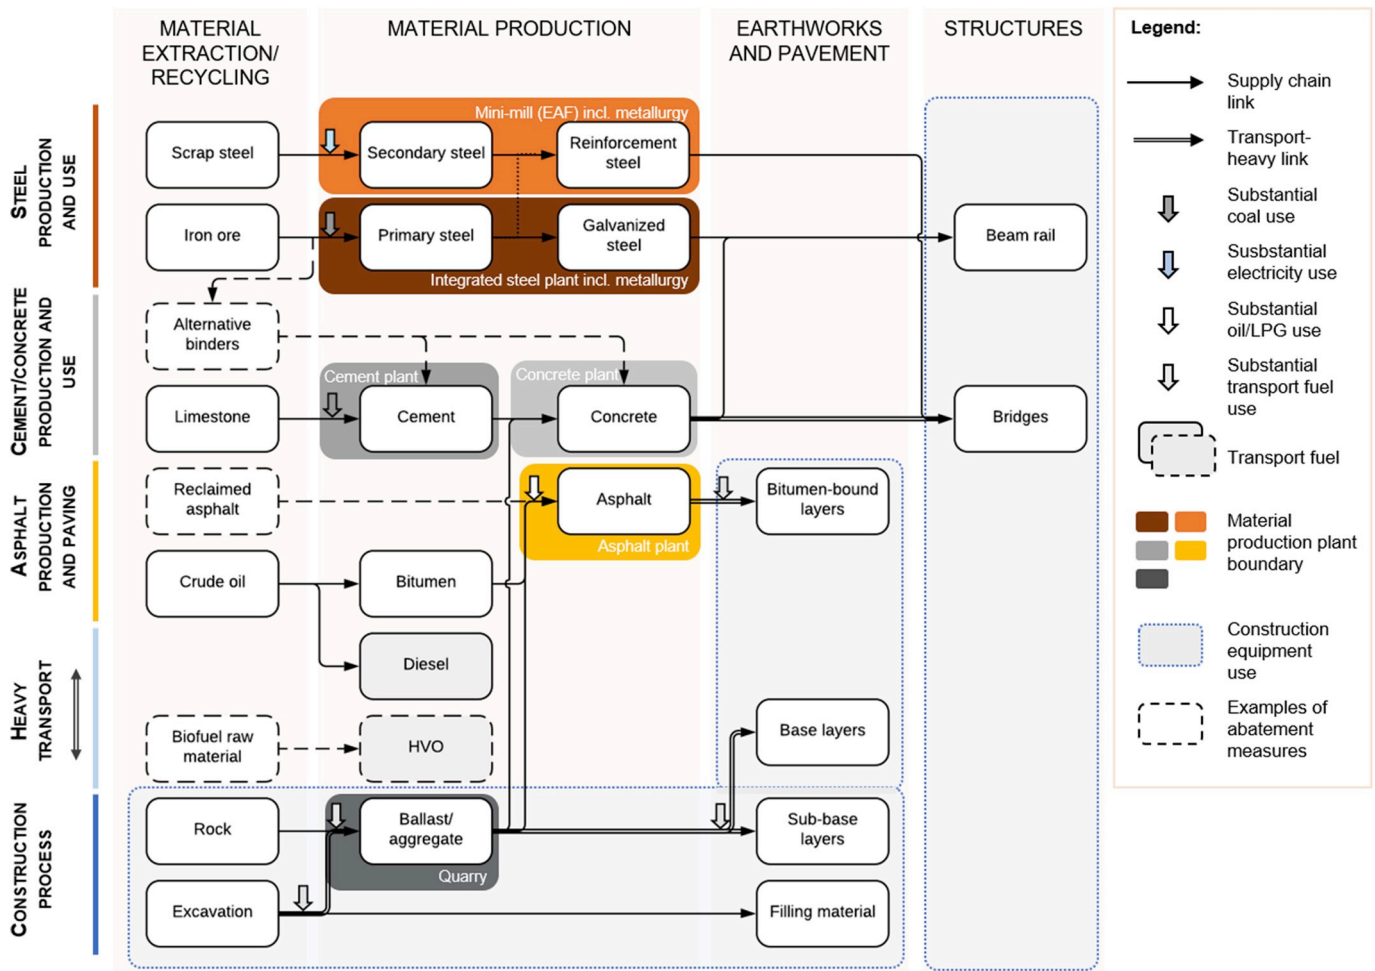 MATERIAL
EXTRACTION/
RECYCLING
MATERIAL PRODUCTION
EARTHWORKS
AND PAVEMENT
STRUCTURES
STEEL
PRODUCTION
AND USE
Mini-mill (EAF) incl. metallurgy
Scrap steel
Secondary steel
Reinforcement
steel
Iron ore
Primary steel
Galvanized
steel
Beam rail
Integrated steel plant incl. metallurgy
CEMENT/CONCRETE
PRODUCTION AND
USE
Alternative
binders
Cement plant
Concrete plant
Limestone
Cement
Concrete
Bridges
ASPHALT
PRODUCTION
AND PAVING
Reclaimed
asphalt
Asphalt
Bitumen-bound
layers
Asphalt plant
Crude oil
Bitumen
Diesel
HEAVY
TRANSPORT
Biofuel raw
material
HVO
Base layers
CONSTRUCTION
PROCESS
Rock
Ballast/
aggregate
Sub-base
layers
Quarry
Excavation
Filling material
Legend:
Supply chain
link
Transport-
heavy link
Substantial
coal use
Susbstantial
electricity use
Substantial
oil/LPG use
Substantial
transport fuel
use
Transport fuel
Material
production plant
boundary
Construction
equipment
use
Examples of
abatement
measures